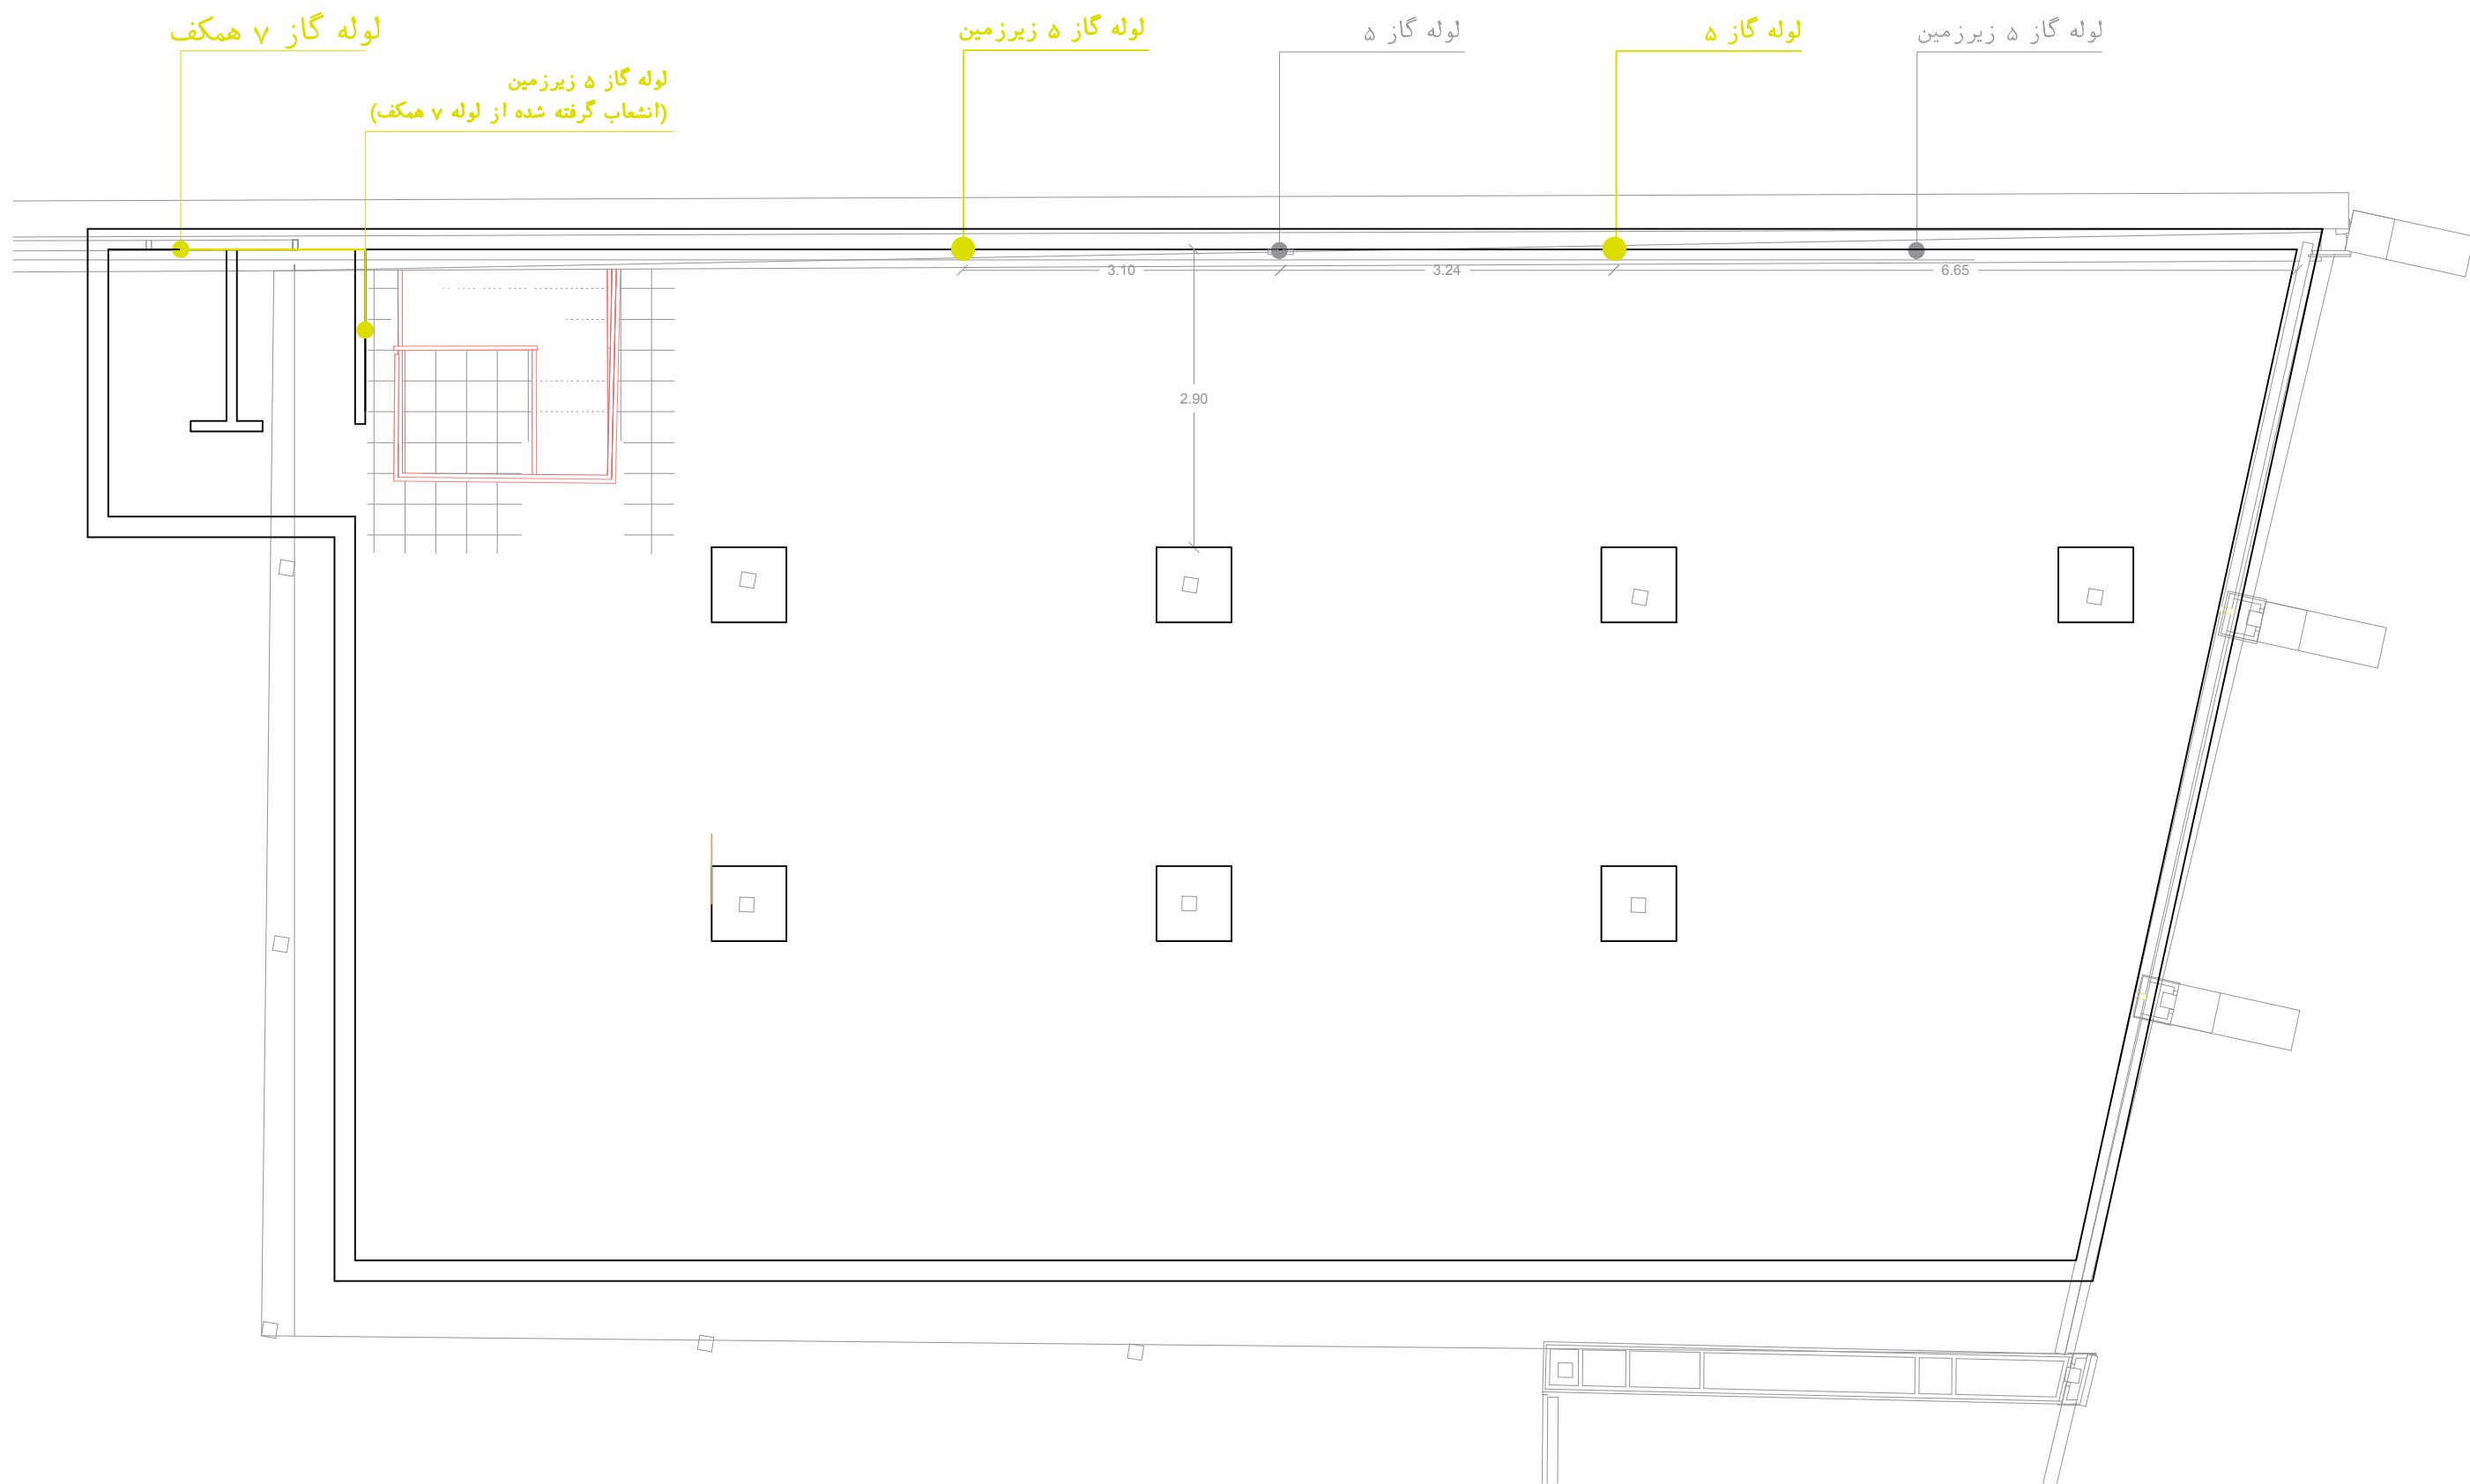 لوله گاز ۵ زیرزمین
لوله گاز ۵
لوله گاز ۵
لوله گاز ۵ زیرزمین
لوله گاز ۷ همکف
لوله گاز ۵ زیرزمین
(انشعاب گرفته شده از لوله ۷ همکف)
3.10
3.24
6.65
2.90